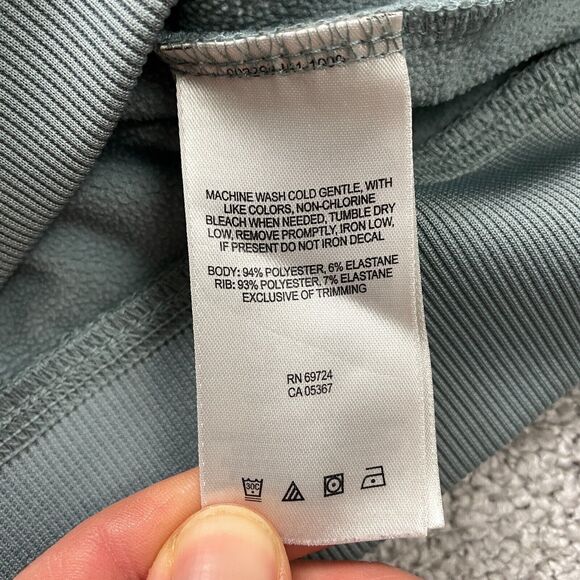 MACHINE WASH COLD GENTLE, WITH
LIKE COLORS, NON-CHLORINE
BLEACH WHEN NEEDED, TUMBLE DRY
LOW, REMOVE PROMPTLY, IRON LOW,
IF PRESENT DO NOT IRON DECAL
BODY: 94% POLYESTER, 6% ELASTANE
RIB: 93% POLYESTER, 7% ELASTANE
EXCLUSIVE OF TRIMMING
RN 69724
CA 05367
30C